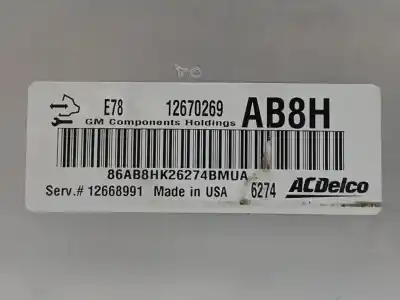 E78 12670269 AB8H
GM Components Holdings
86AB8HK26274BMUA
Serv.# 12668991 Made in USA 6274 ACDelco